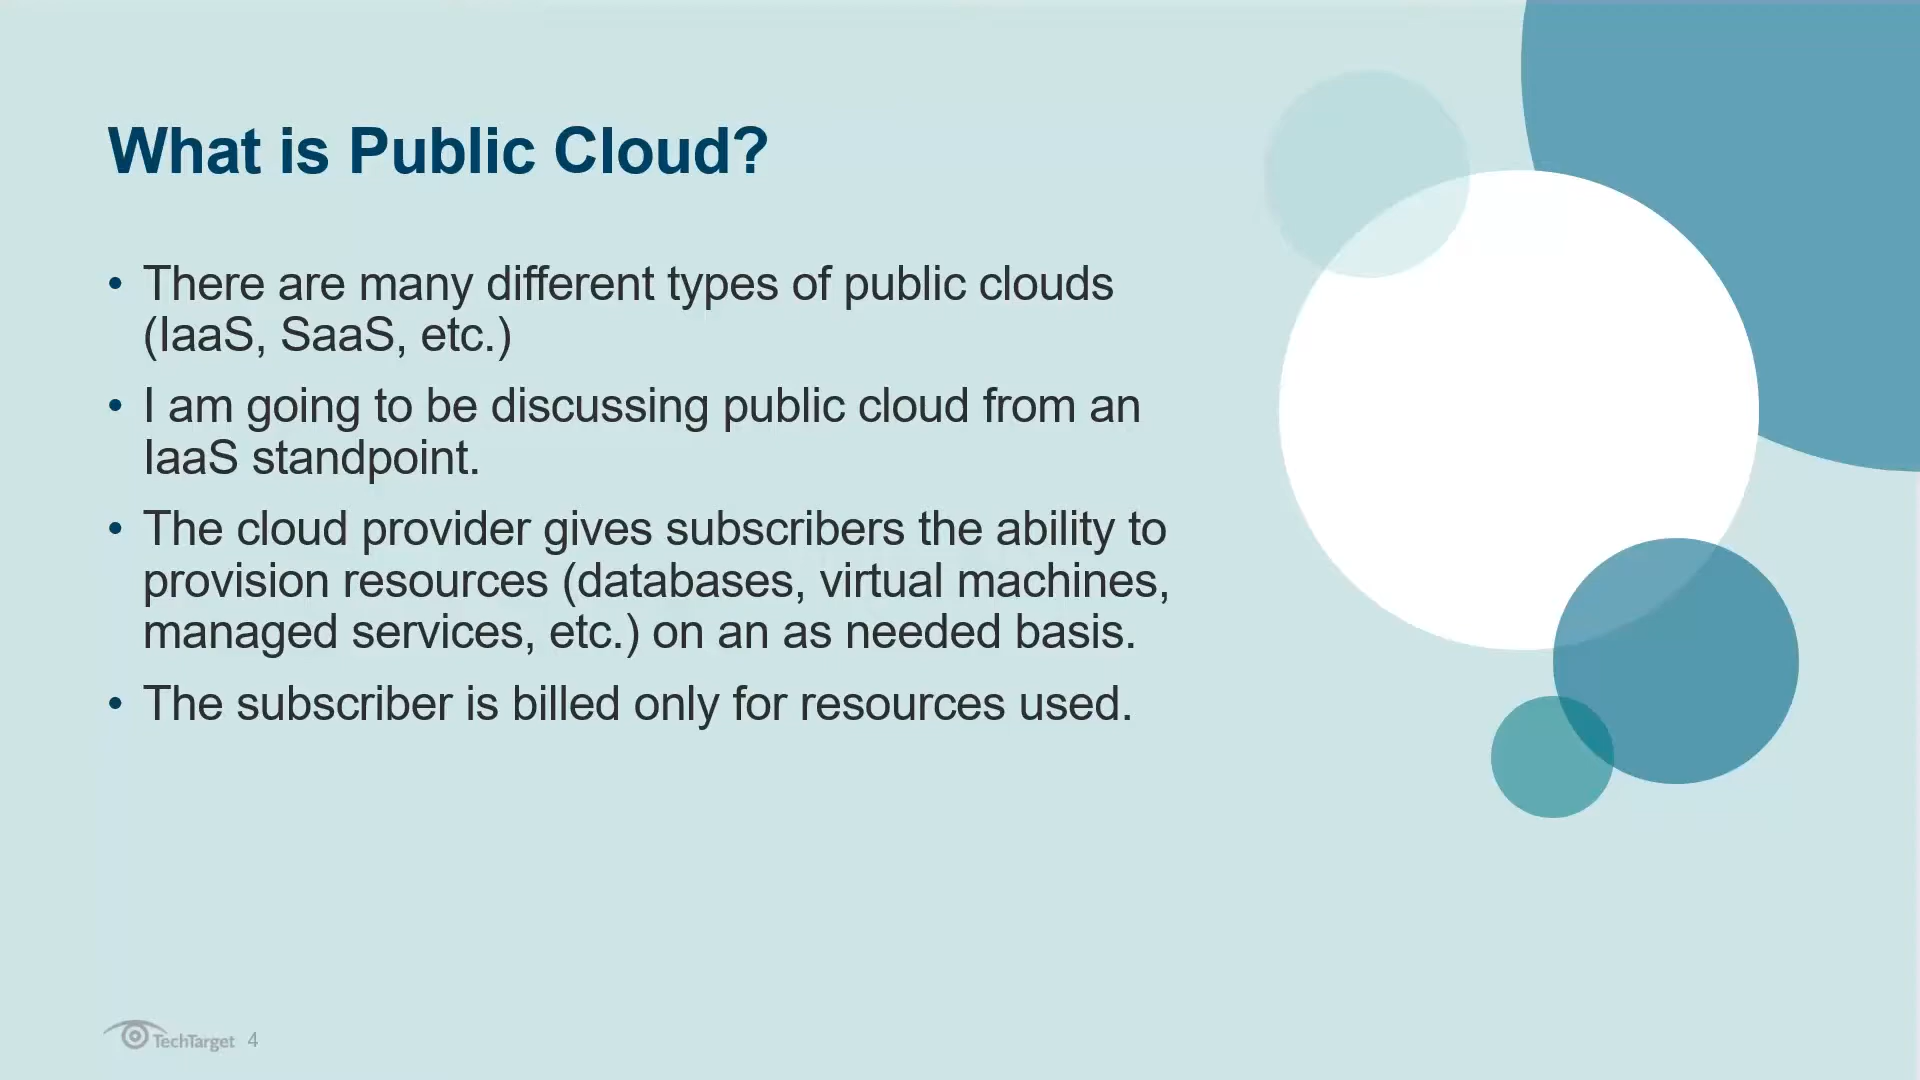 What is Public Cloud?
• There are many different types of public clouds
(IaaS, SaaS, etc.)
• I am going to be discussing public cloud from an
IaaS standpoint.
• The cloud provider gives subscribers the ability to
provision resources (databases, virtual machines,
managed services, etc.) on an as needed basis.
• The subscriber is billed only for resources used.
TechTarget 4